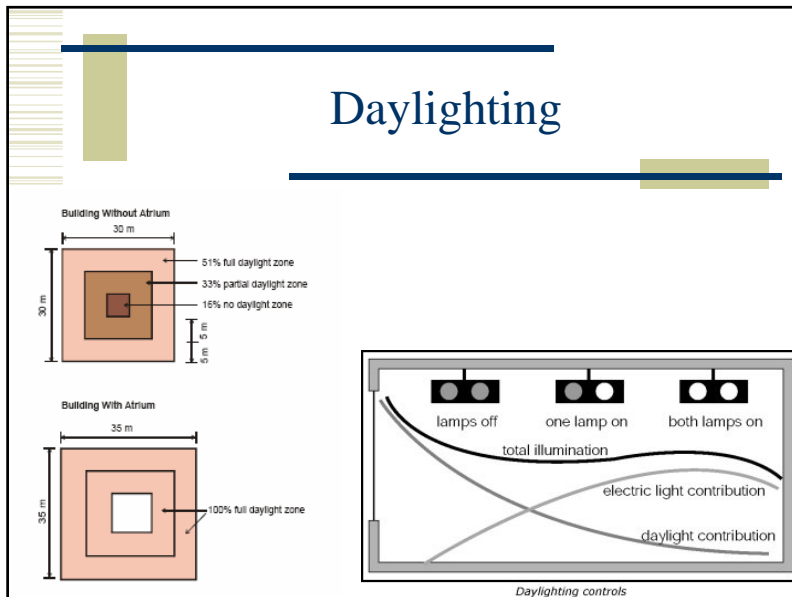 Daylighting
Building Without Atrium
30 m
30 m
51% full daylight zone
33% partial daylight zone
16% no daylight zone
5 m
5 m
Building With Atrium
35 m
35 m
100% full daylight zone
lamps off
one lamp on
both lamps on
total illumination
electric light contribution
daylight contribution
Daylighting controls